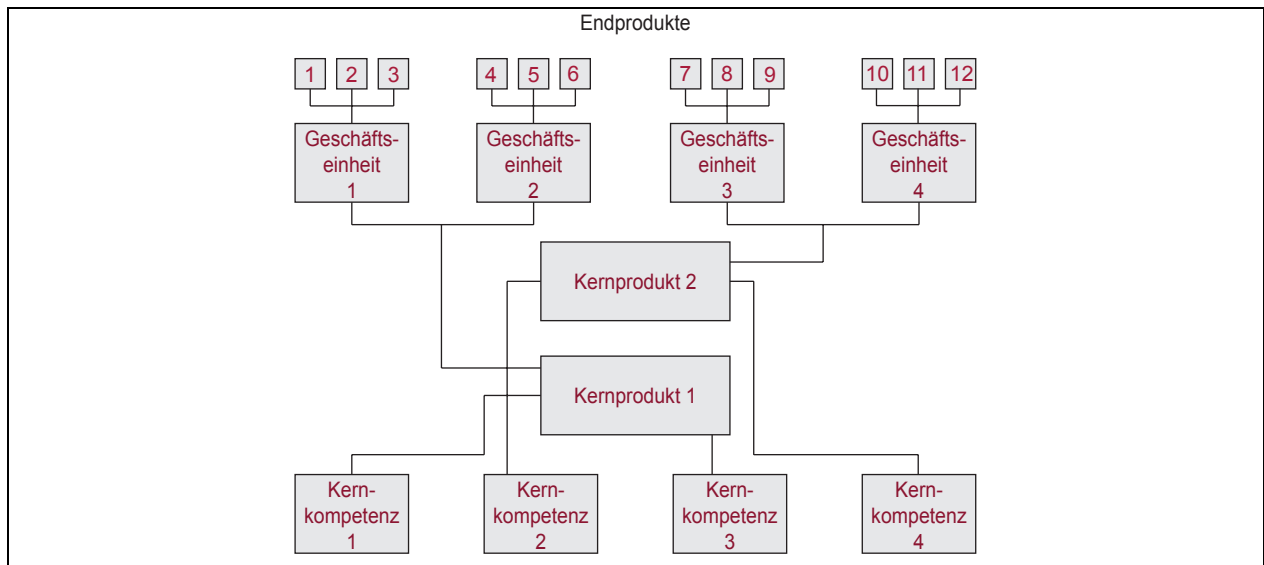 Endprodukte
1 2 3 4 5 6 7 8 9 10 11 12
Geschäfts- Geschäfts- Geschäfts- Geschäfts-
einheit einheit einheit einheit
1 2 3 4
Kernprodukt 2
Kernprodukt 1
Kern- Kern- Kern- Kern-
kompetenz kompetenz kompetenz kompetenz
1 2 3 4